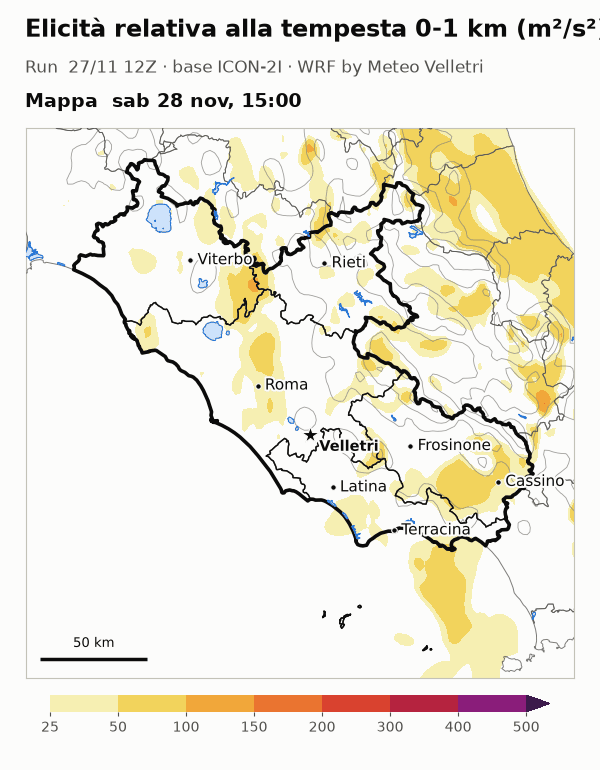 Elicità relativa alla tempesta 0-1 km (m²/s²)
Run  27/11 12Z · base ICON-2I · WRF by Meteo Velletri
Mappa  sab 28 nov, 15:00
Viterbo
Rieti
Roma
Velletri
Frosinone
Cassino
Latina
Terracina
50 km
25 50 100 150 200 300 400 500